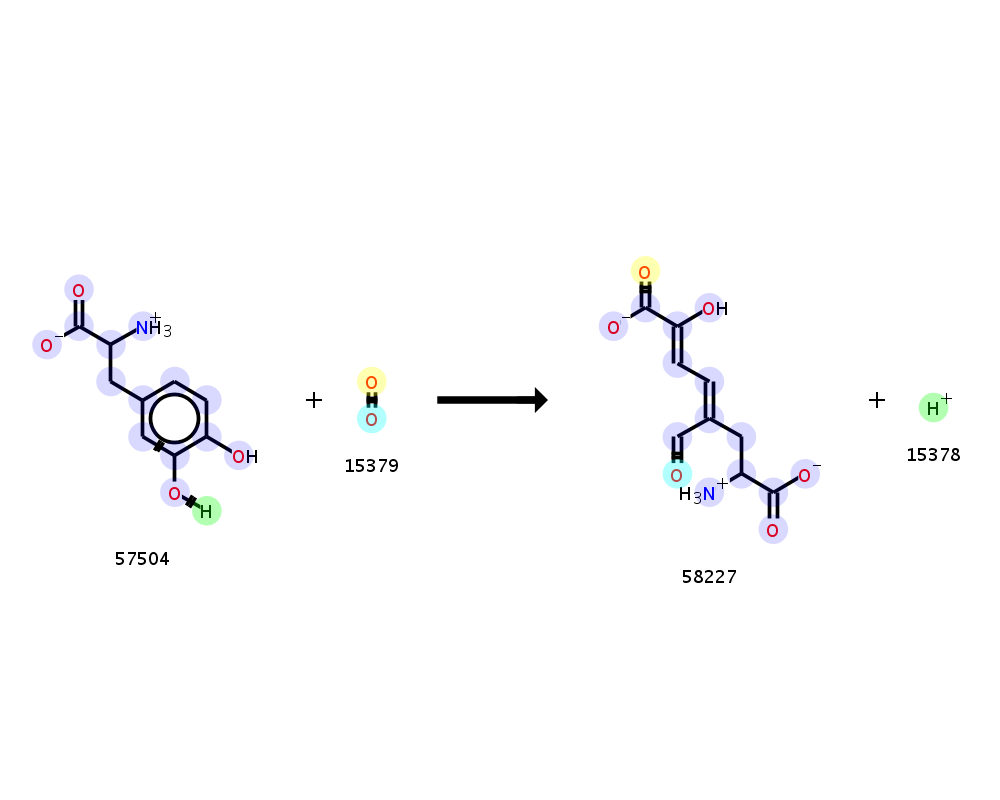 O
O⁻
NH₃⁺
OH
O
H
57504
+
O
O
15379
O
O⁻
OH
O
H₃N⁺
O⁻
O
58227
+
H⁺
15378